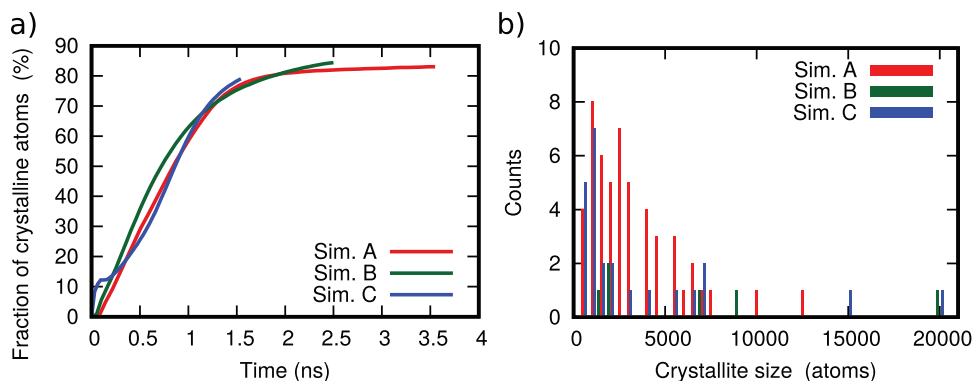 a)
Fraction of crystalline atoms (%)
90
80
70
60
50
40
30
20
10
0
0 0.5 1 1.5 2 2.5 3 3.5 4
Time (ns)
Sim. A
Sim. B
Sim. C
b)
Counts
10
8
6
4
2
0
0 5000 10000 15000 20000
Crystallite size (atoms)
Sim. A
Sim. B
Sim. C